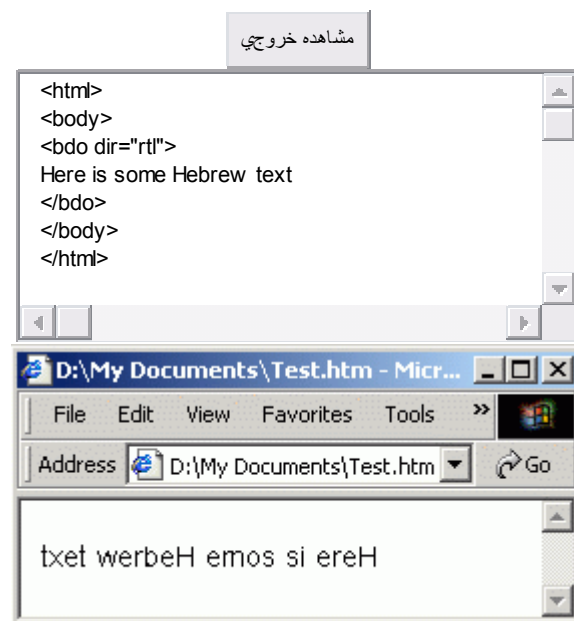 مشاهده خروجي
<html>
<body>
<bdo dir="rtl">
Here is some Hebrew text
</bdo>
</body>
</html>
D:\My Documents\Test.htm - Micr...
File Edit View Favorites Tools »
Address D:\My Documents\Test.htm Go
txet werbeH emos si ereH